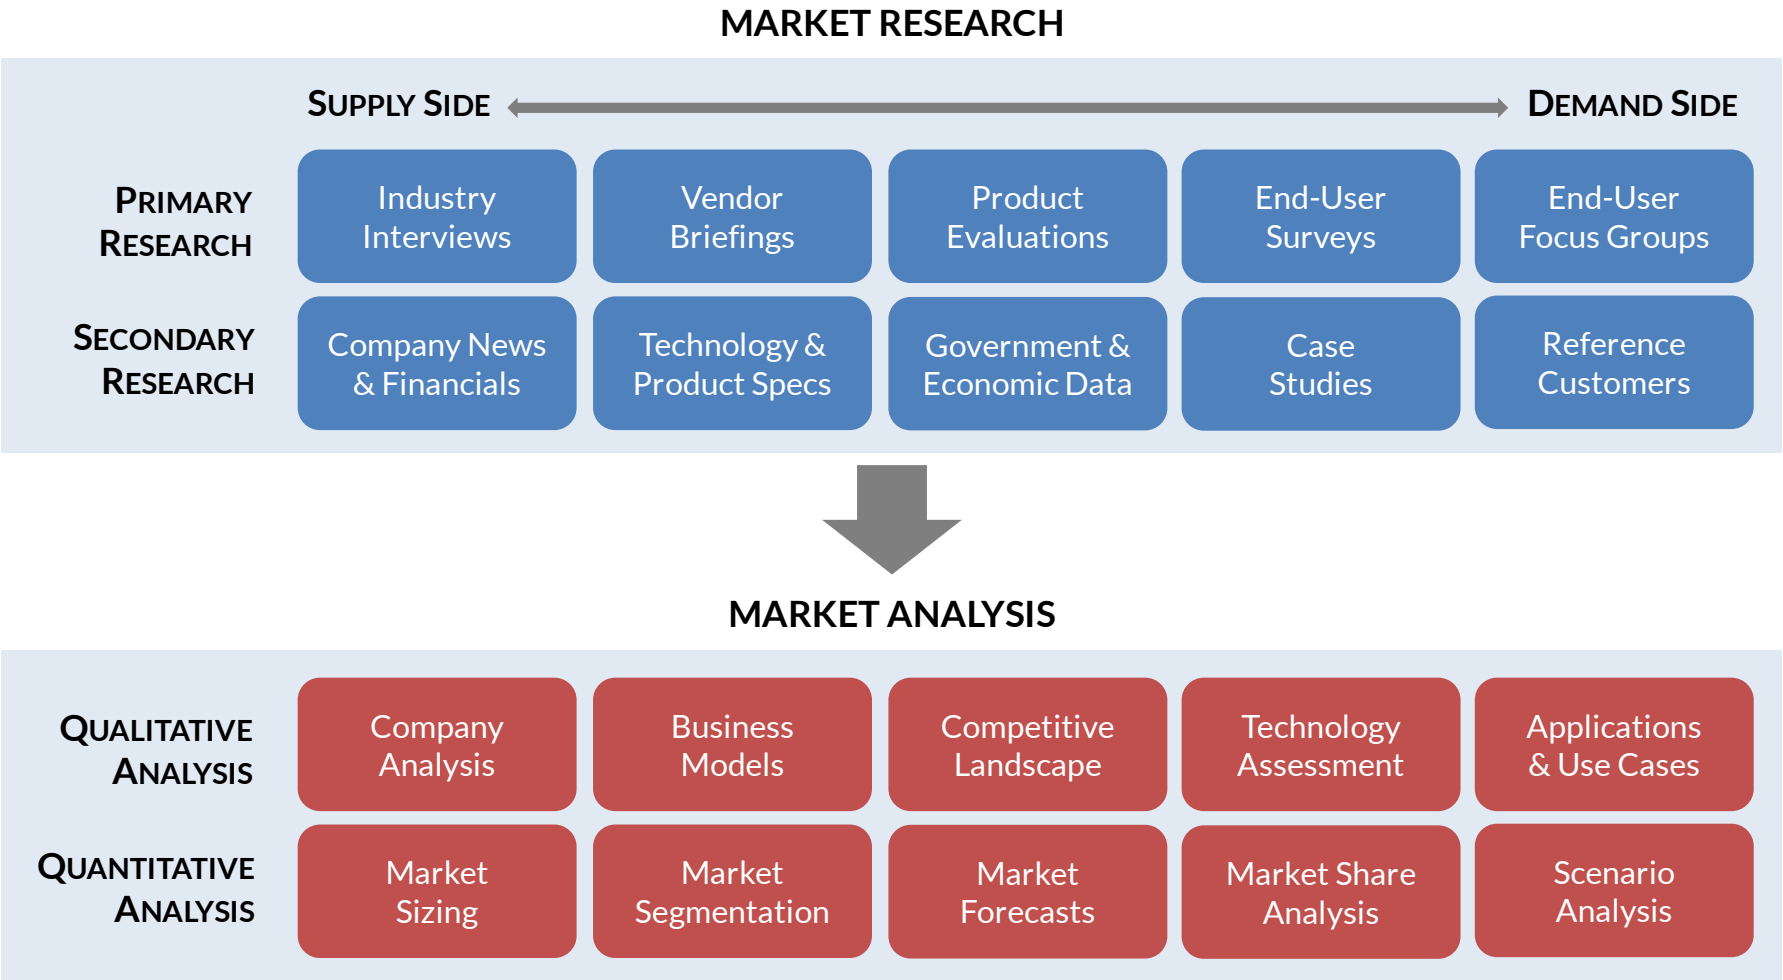 MARKET RESEARCH
SUPPLY SIDE DEMAND SIDE
PRIMARY
RESEARCH
Industry
Interviews
Vendor
Briefings
Product
Evaluations
End-User
Surveys
End-User
Focus Groups
SECONDARY
RESEARCH
Company News
& Financials
Technology &
Product Specs
Government &
Economic Data
Case
Studies
Reference
Customers
MARKET ANALYSIS
QUALITATIVE
ANALYSIS
Company
Analysis
Business
Models
Competitive
Landscape
Technology
Assessment
Applications
& Use Cases
QUANTITATIVE
ANALYSIS
Market
Sizing
Market
Segmentation
Market
Forecasts
Market Share
Analysis
Scenario
Analysis